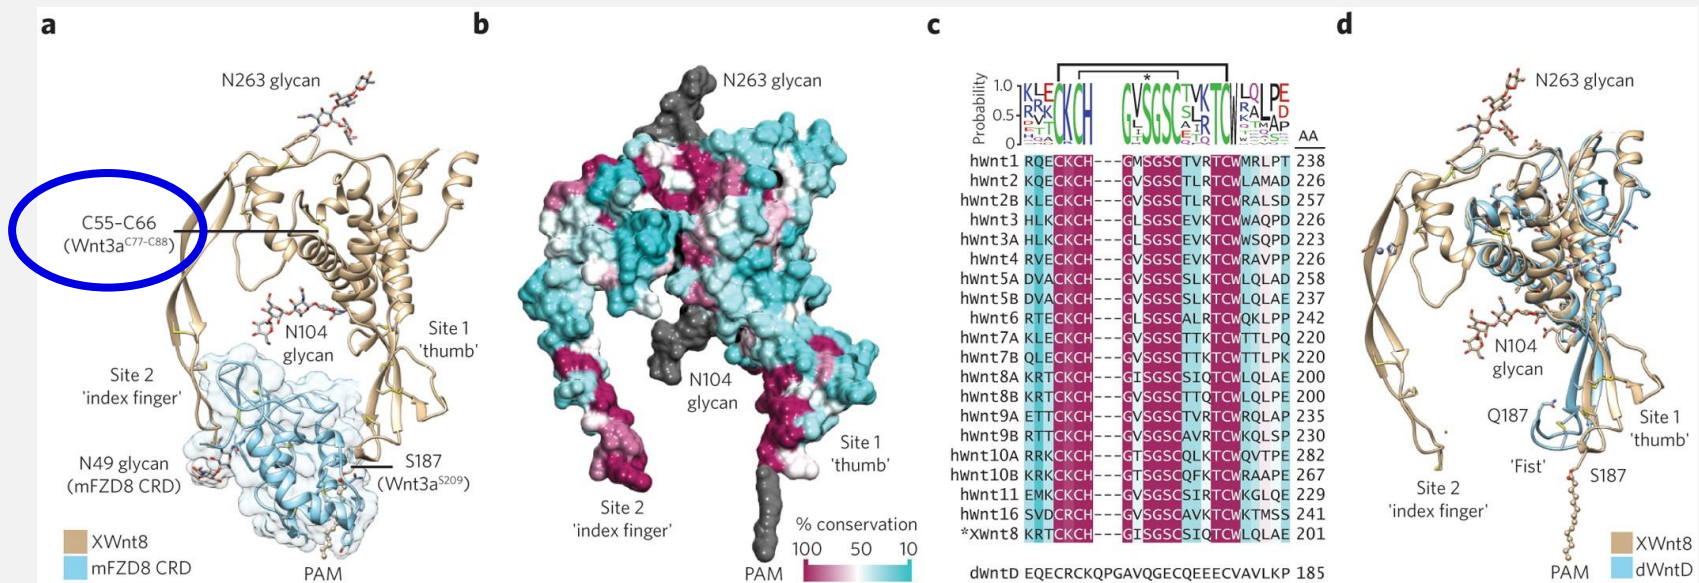 a
N263 glycan
C55–C66
(Wnt3aC77–C88)
N104
glycan
Site 1
'thumb'
Site 2
'index finger'
N49 glycan
(mFZD8 CRD)
S187
(Wnt3aS209)
XWnt8
mFZD8 CRD
PAM
b
N263 glycan
N104
glycan
Site 1
'thumb'
Site 2
'index finger'
% conservation
100 50 10
PAM
c
Probability
1.0
0.5
0
*
AA
hWnt1 RQECKCH---GMSGSCTVRTCWMRLPT 238
hWnt2 KQECKCH---GVSGSCTLRTCWLAMAD 226
hWnt2B KLECKCH---GVSGSCTLRTCWRALSD 257
hWnt3 HLKCKCH---GLSGSCEVKTCWWAQPD 226
hWnt3A HLKCKCH---GLSGSCEVKTCWWSQPD 223
hWnt4 RVECKCH---GVSGSCEVKTCWRAVPP 226
hWnt5A DVACKCH---GVSGSCSLKTCWLQLAD 258
hWnt5B DVACKCH---GVSGSCSLKTCWLQLAE 237
hWnt6 RTECKCH---GLSGSCALRTCWQKLPP 242
hWnt7A KLECKCH---GVSGSCTTKTCWTTLPQ 220
hWnt7B QLECKCH---GVSGSCTTKTCWTTLPK 220
hWnt8A KRTCKCH---GISGSCSIQTCWLQLAE 200
hWnt8B KRTCKCH---GVSGSCTTQTCWLQLPE 200
hWnt9A ETTCKCH---GVSGSCTVRTCWRQLAP 235
hWnt9B RTTCKCH---GVSGSCAVRTCWKQLSP 230
hWnt10A RRKCKCH---GTSGSCQLKTCWQVTPE 282
hWnt10B KRKCKCH---GTSGSCQFKTCWRAAPE 267
hWnt11 EMKCKCH---GVSGSCSIRTCWKGLQE 229
hWnt16 SVDCRCH---GVSGSCAVKTCWKTMSS 241
*XWnt8 KRTCKCH---GISGSCSIQTCWLQLAE 201
dWntD EQECRCKQPGAVQGECQEEECVAVLKP 185
d
N263 glycan
N104
glycan
Q187
'Fist'
Site 1
'thumb'
S187
Site 2
'index finger'
PAM
XWnt8
dWntD